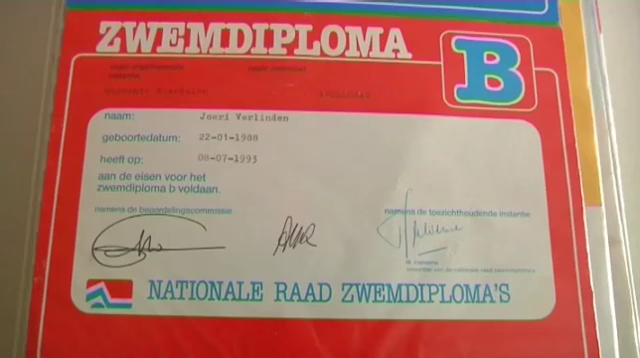 ZWEMDIPLOMA B
naam: Joeri Verlinden
geboortedatum: 22-01-1988
heeft op: 08-07-1993
aan de eisen voor het
zwemdiploma b voldaan.
namens de beoordelingscommissie namens de toezichthoudende instantie
NATIONALE RAAD ZWEMDIPLOMA'S